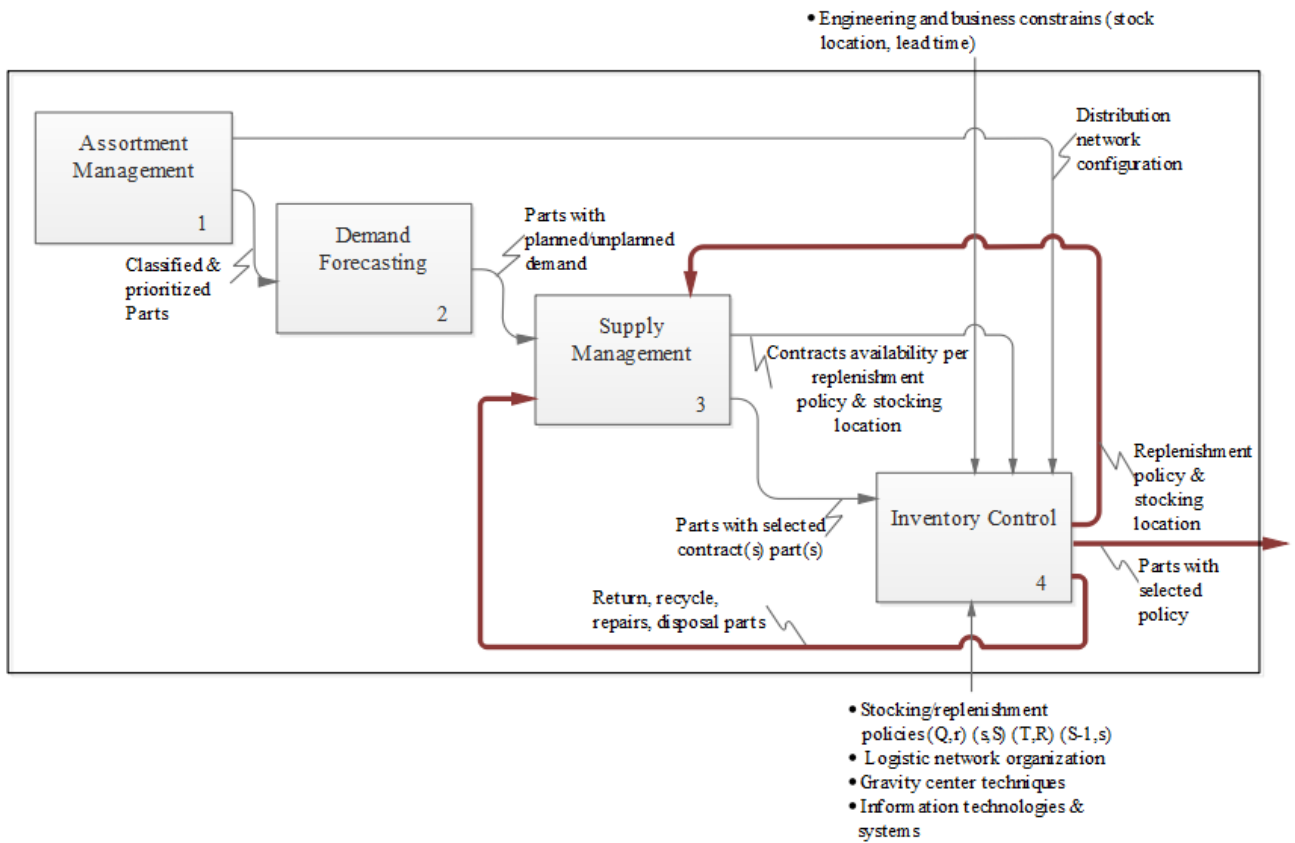 • Engineering and business constrains (stock
location, lead time)
Assortment
Management
1
Distribution
network
configuration
Classified &
prioritized
Parts
Demand
Forecasting
2
Parts with
planned/unplanned
demand
Supply
Management
3
Contracts availability per
replenishment
policy & stocking
location
Parts with selected
contract(s) part(s)
Inventory Control
4
Replenishment
policy &
stocking
location
Parts with
selected
policy
Return, recycle,
repairs, disposal parts
• Stocking/replenishment
policies (Q,r) (s,S) (T,R) (S-1,s)
• Logistic network organization
• Gravity center techniques
• Information technologies &
systems